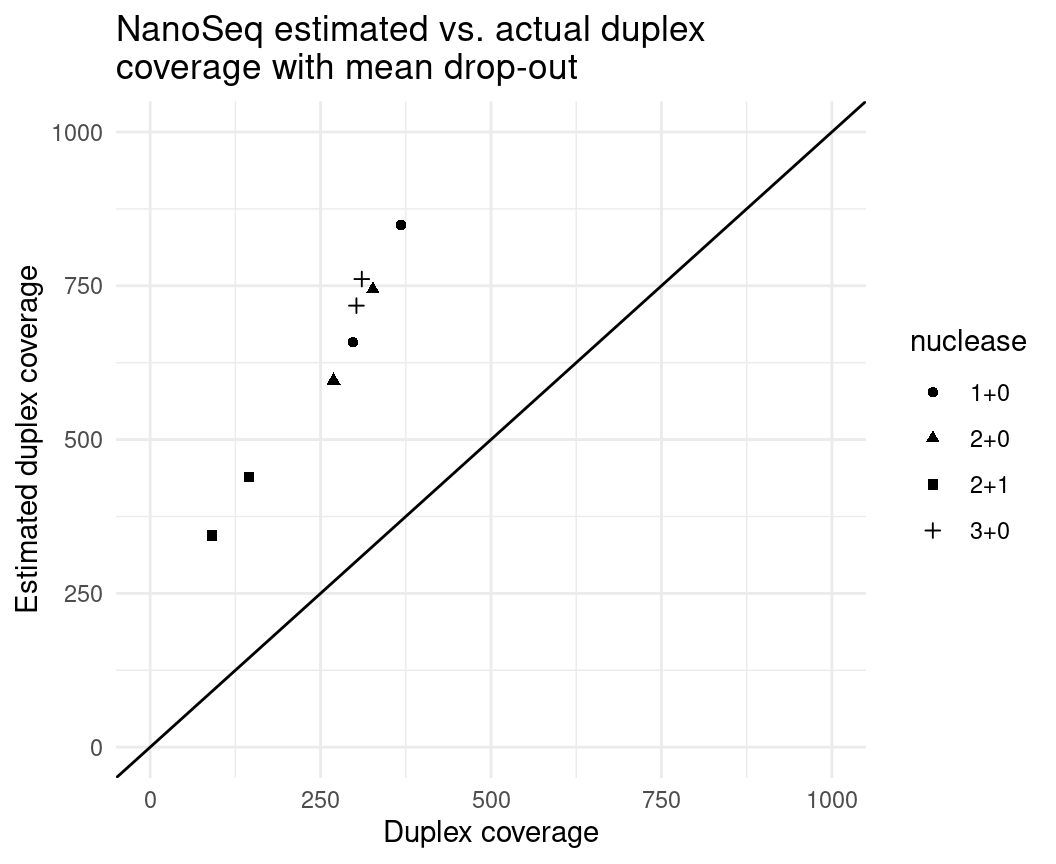 NanoSeq estimated vs. actual duplex
coverage with mean drop-out
Estimated duplex coverage
1000
750
500
250
0
0 250 500 750 1000
Duplex coverage
nuclease
1+0
2+0
2+1
3+0